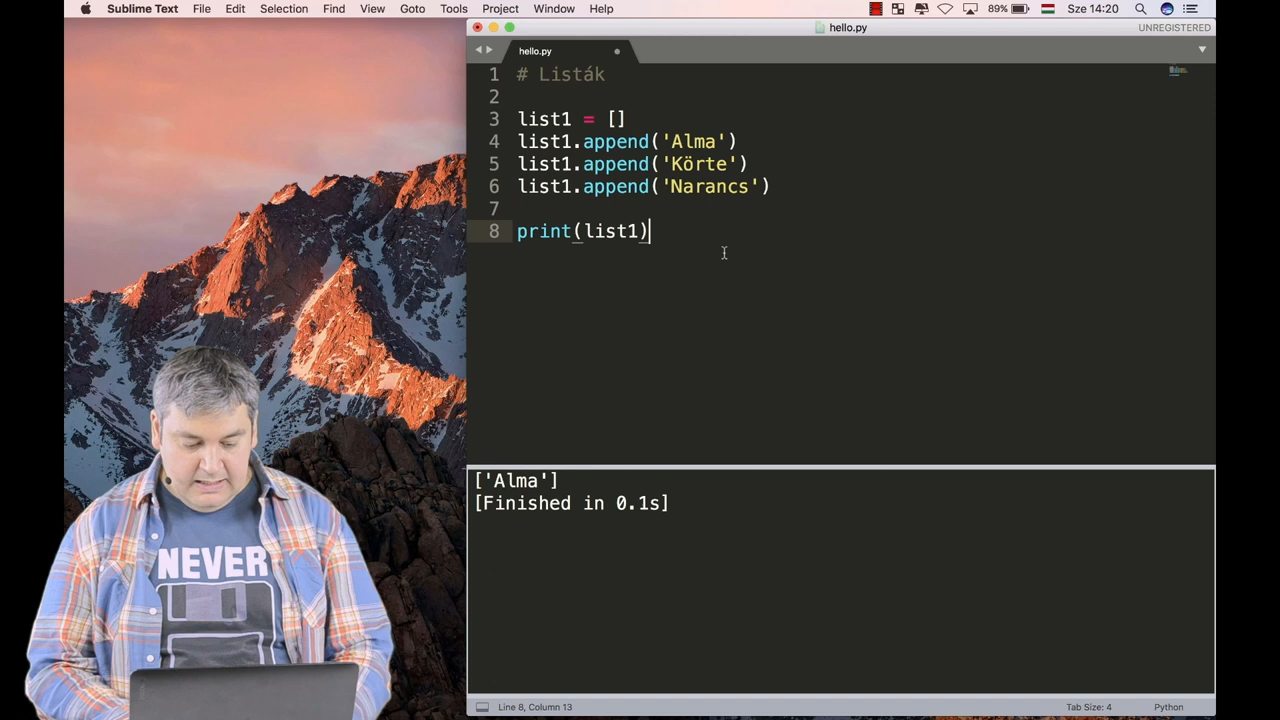 Sublime Text File Edit Selection Find View Goto Tools Project Window Help 89% Sze 14:20
hello.py UNREGISTERED
hello.py
1 # Listák
2
3 list1 = []
4 list1.append('Alma')
5 list1.append('Körte')
6 list1.append('Narancs')
7
8 print(list1)
['Alma']
[Finished in 0.1s]
NEVER
Line 8, Column 13 Tab Size: 4 Python